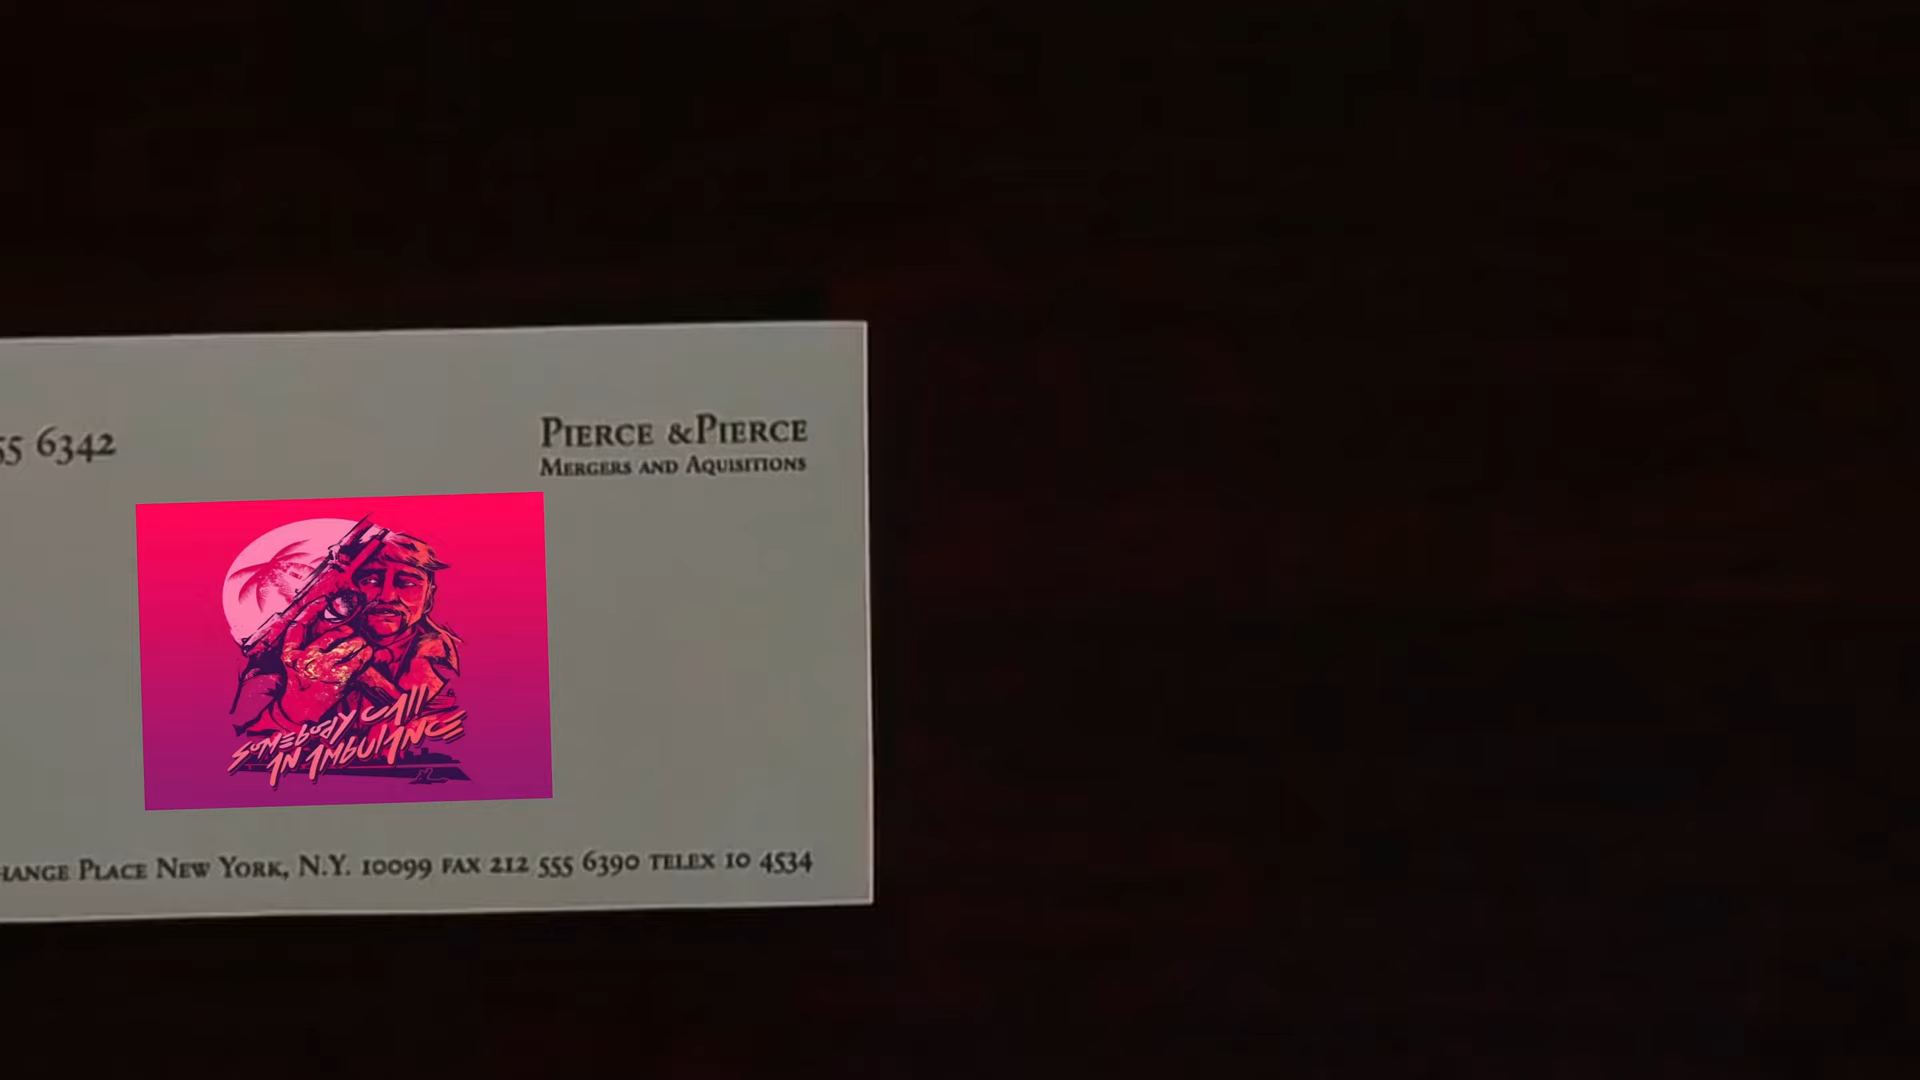 55 6342
PIERCE &PIERCE
MERGERS AND AQUISITIONS
SOMEBODY CALL
AN AMBULANCE
HANGE PLACE NEW YORK, N.Y. 10099 FAX 212 555 6390 TELEX 10 4534